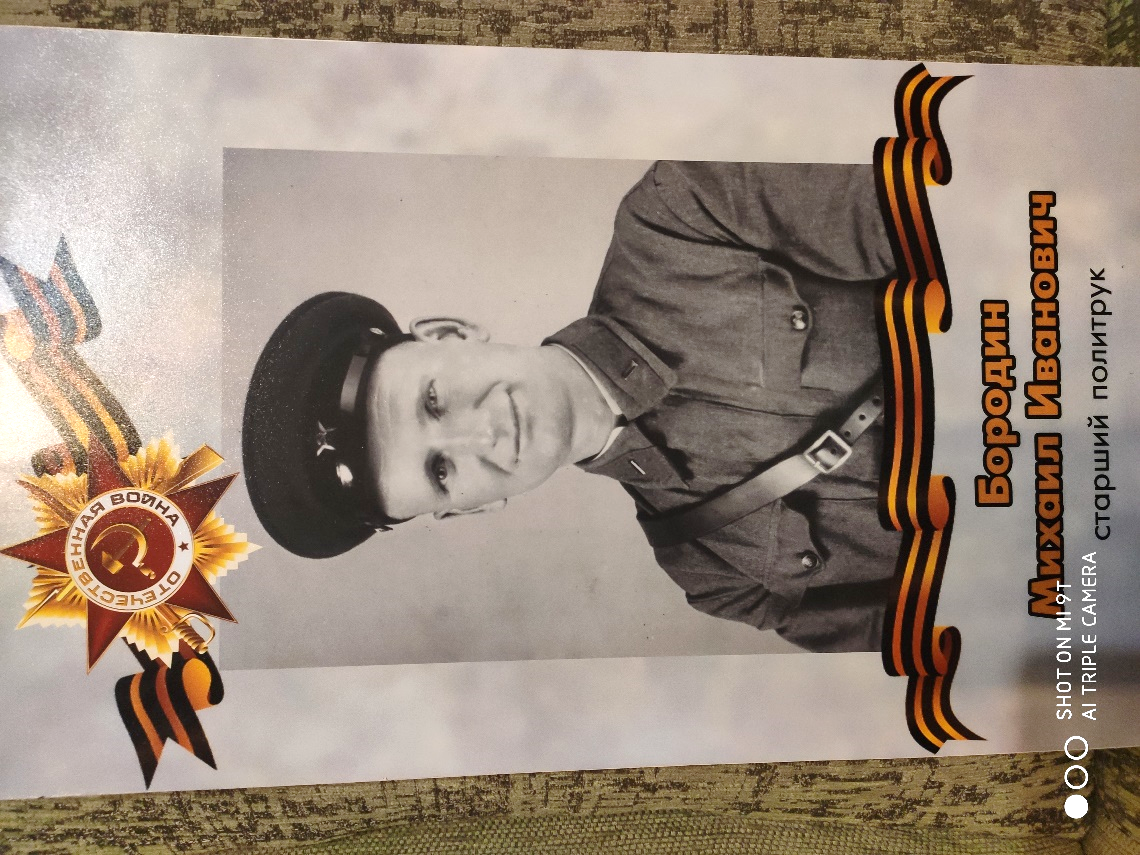 ОТЕЧЕСТВЕННАЯ ВОЙНА
Бородин
Михаил Иванович
старший политрук
SHOT ON MI 9T
AI TRIPLE CAMERA